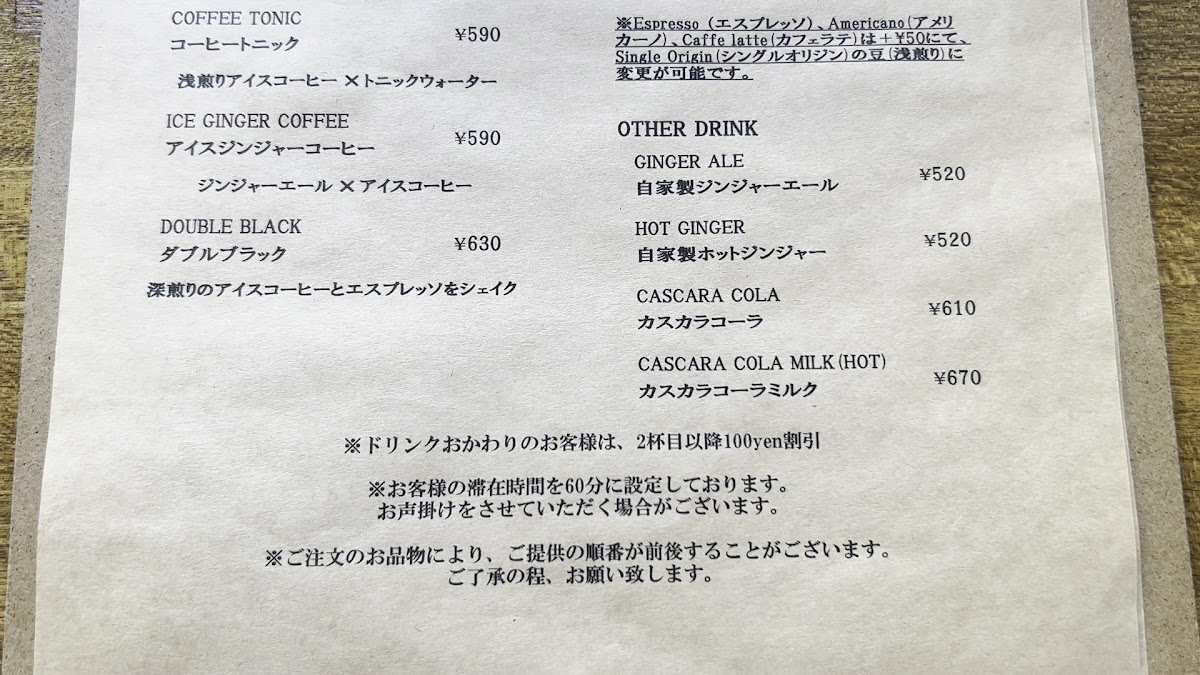 COFFEE TONIC
コーヒートニック
¥590
浅煎りアイスコーヒー×トニックウォーター
ICE GINGER COFFEE
アイスジンジャーコーヒー
¥590
ジンジャーエール×アイスコーヒー
DOUBLE BLACK
ダブルブラック
¥630
深煎りのアイスコーヒーとエスプレッソをシェイク
※Espresso (エスプレッソ)、Americano(アメリ
カーノ)、Caffe latte(カフェラテ)は＋¥50にて、
Single Origin(シングルオリジン)の豆(浅煎り)に
変更が可能です。
OTHER DRINK
GINGER ALE
自家製ジンジャーエール
¥520
HOT GINGER
自家製ホットジンジャー
¥520
CASCARA COLA
カスカラコーラ
¥610
CASCARA COLA MILK(HOT)
カスカラコーラミルク
¥670
※ドリンクおかわりのお客様は、2杯目以降100yen割引
※お客様の滞在時間を60分に設定しております。
お声掛けをさせていただく場合がございます。
※ご注文のお品物により、ご提供の順番が前後することがございます。
ご了承の程、お願い致します。